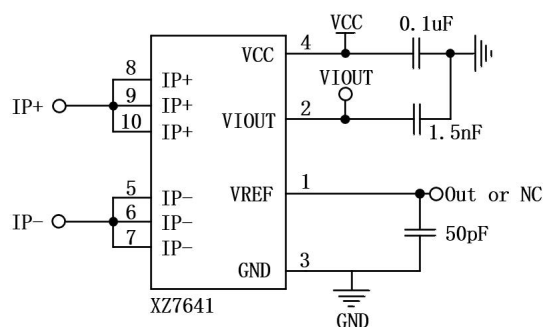 VCC
0.1uF
8
IP+
VCC
4
VIOUT
IP+
9
IP+
10
IP+
VIOUT
2
1.5nF
5
IP-
VREF
1
Out or NC
IP-
6
IP-
7
IP-
50pF
GND
3
XZ7641
GND